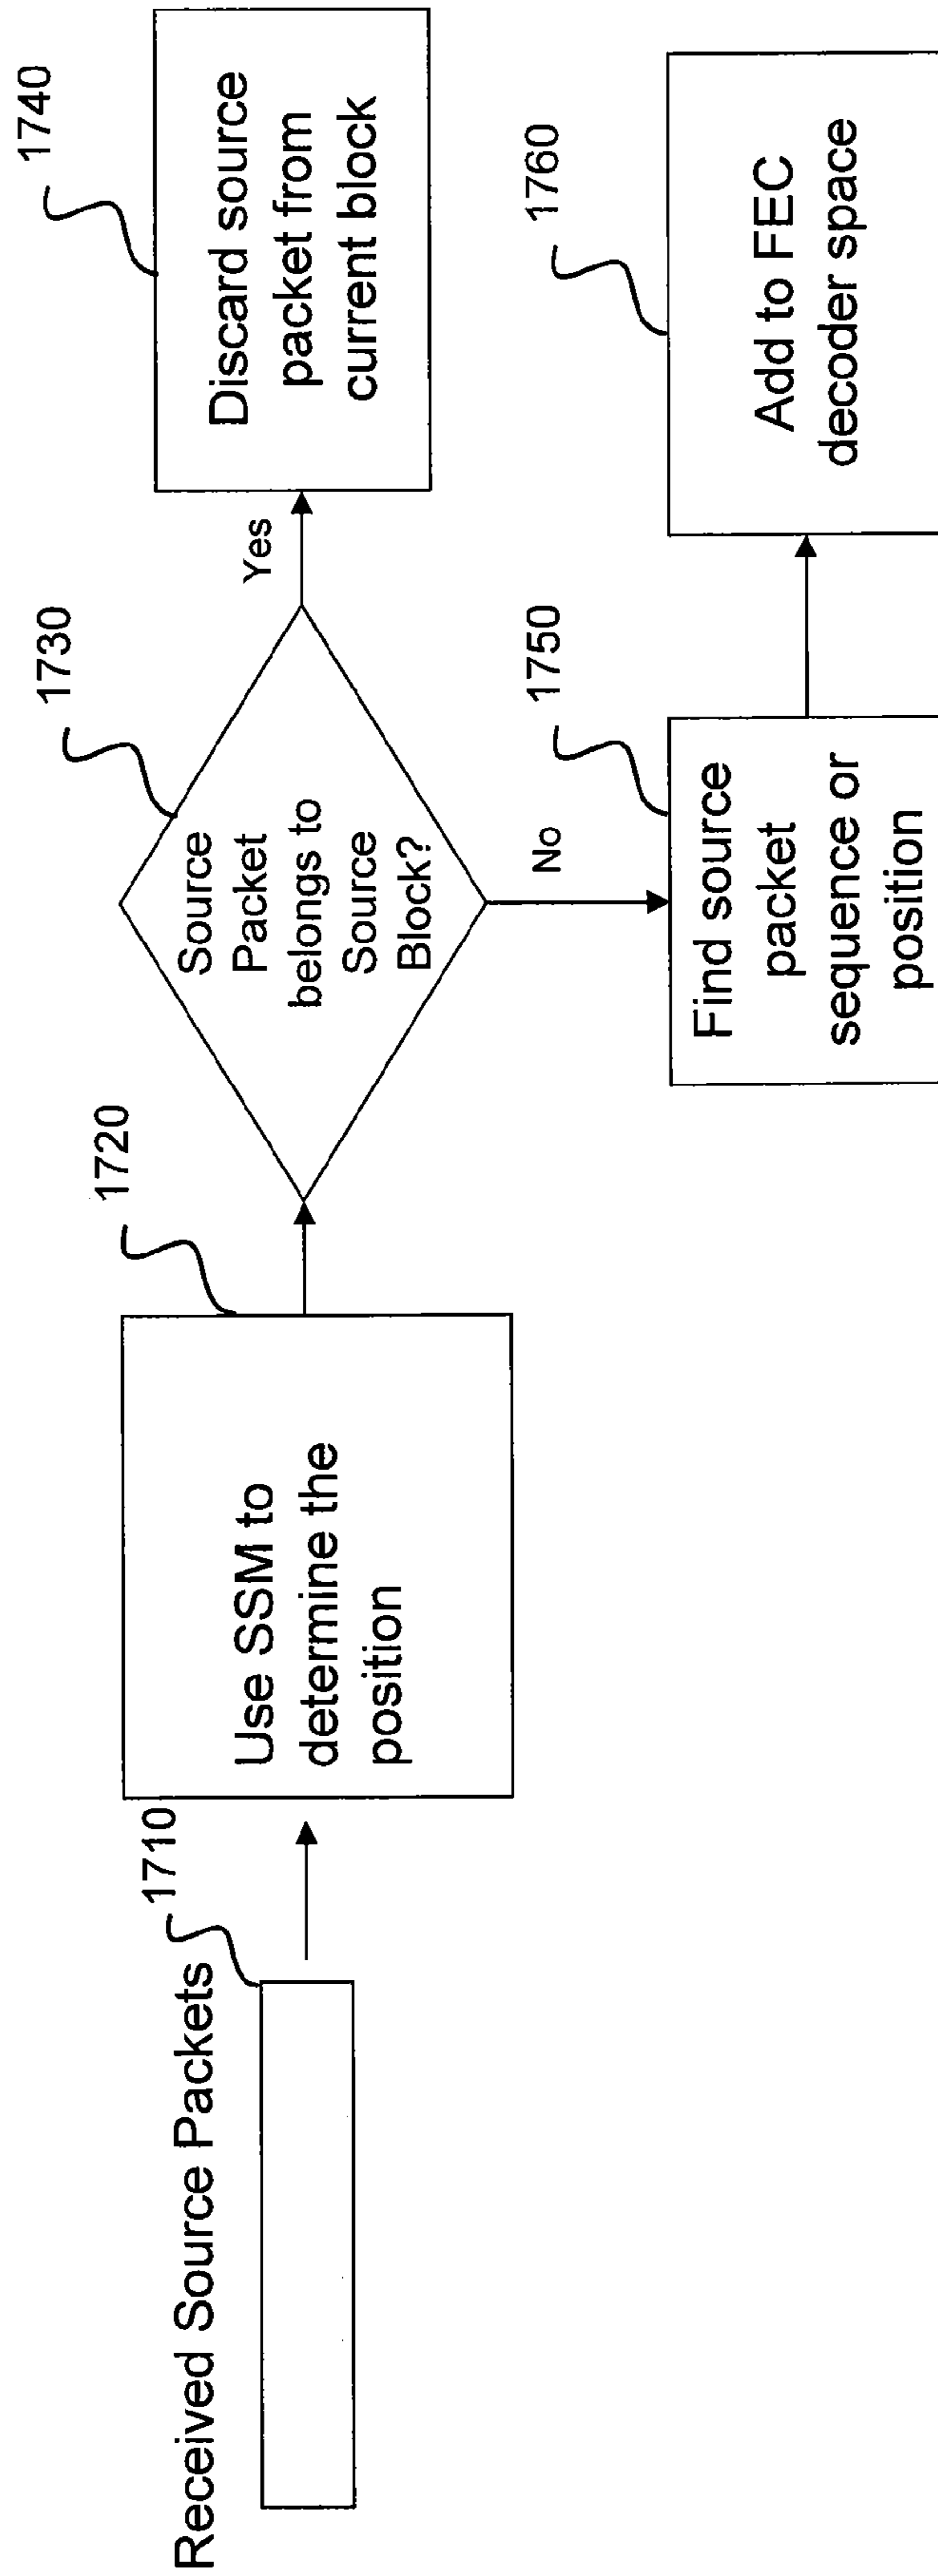 Received Source Packets
1710
Use SSM to
determine the
position
1720
Source
Packet
belongs to
Source
Block?
1730
Yes
Discard source
packet from
current block
1740
No
Find source
packet
sequence or
position
1750
Add to FEC
decoder space
1760